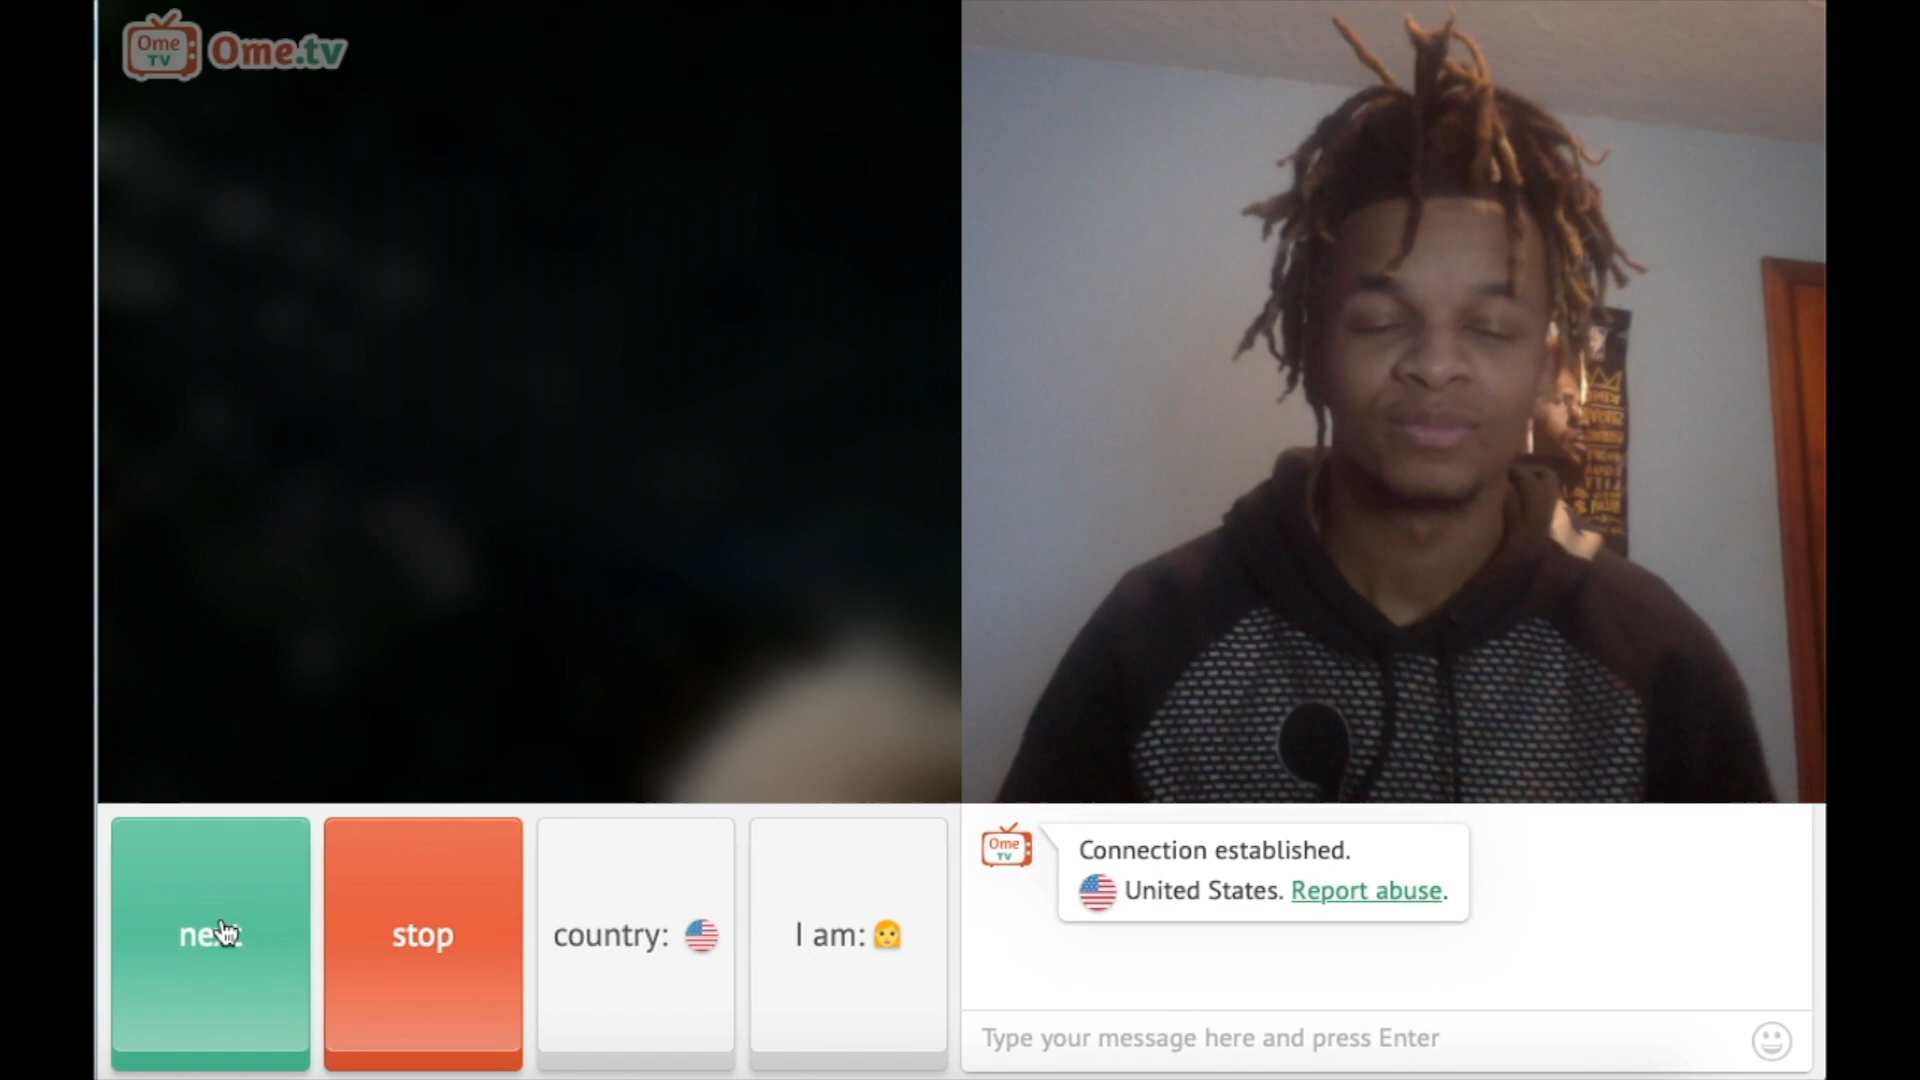 Ome
TV
Ome.tv
next
stop
country:
I am:
Ome
TV
Connection established.
United States. Report abuse.
Type your message here and press Enter